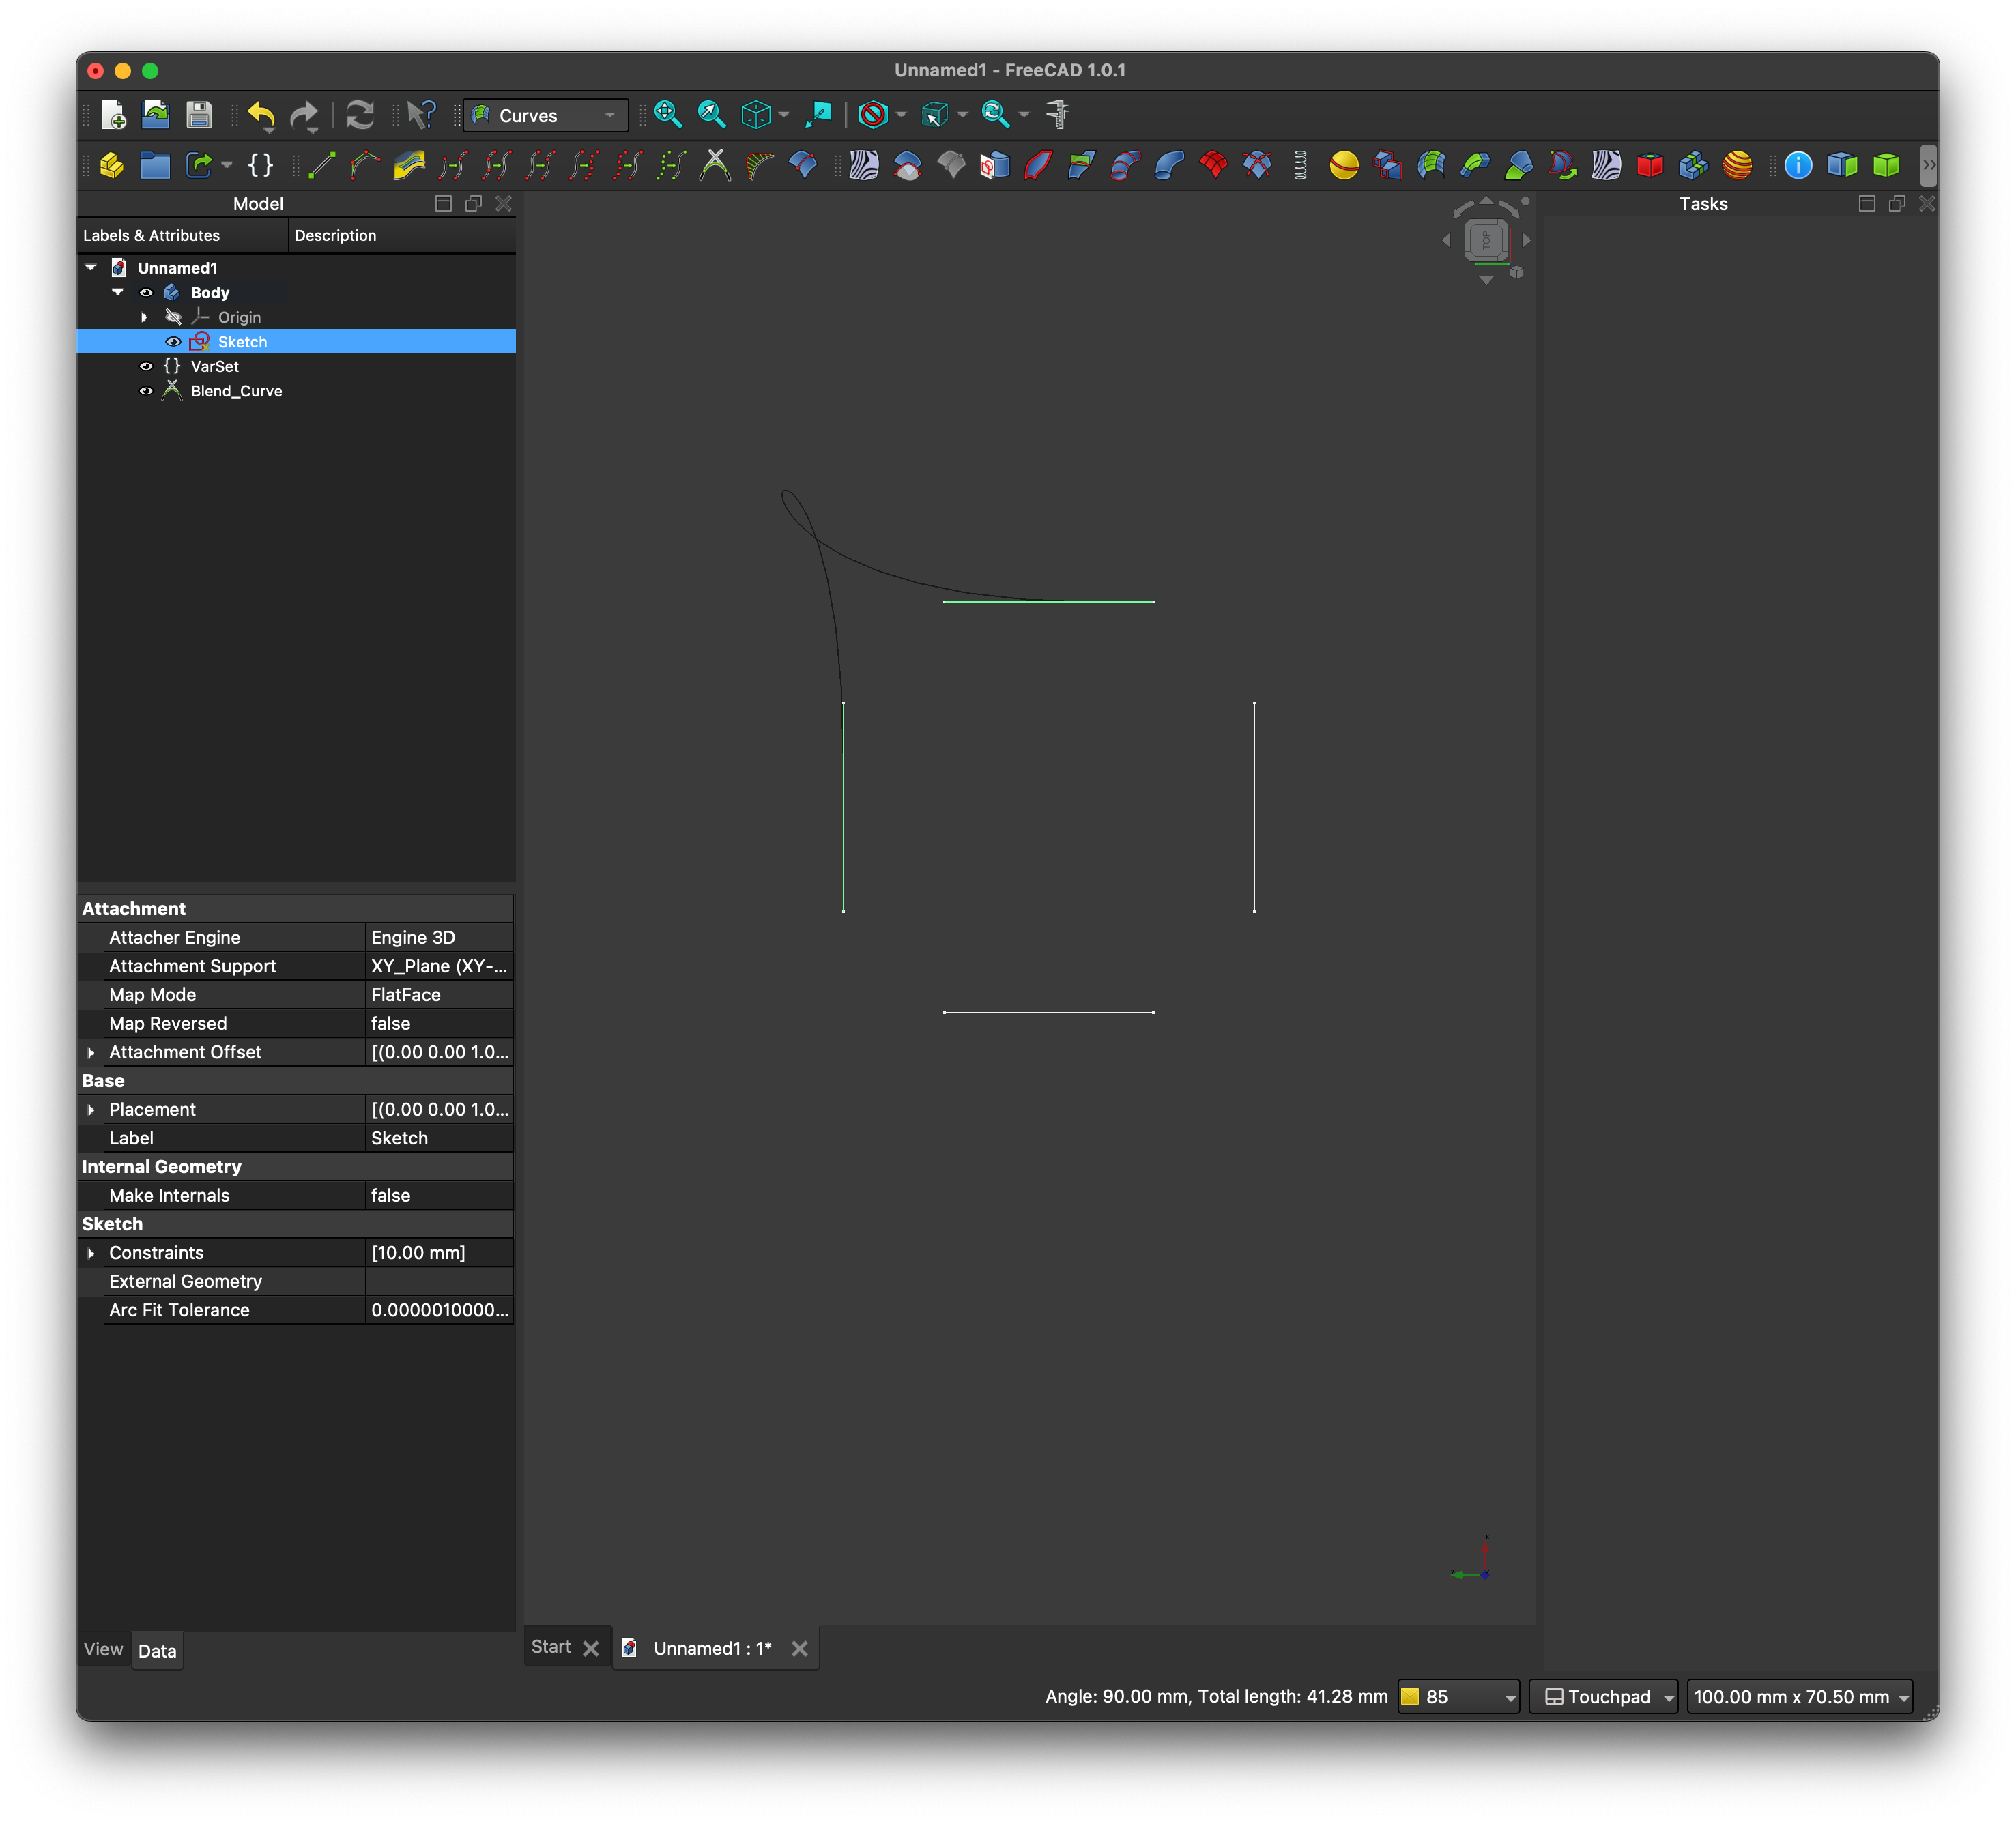 Unnamed1 - FreeCAD 1.0.1
Curves
Model
Tasks
Labels & Attributes Description
Unnamed1
Body
Origin
Sketch
VarSet
Blend_Curve
TOP
Attachment
Attacher Engine Engine 3D
Attachment Support XY_Plane (XY-...
Map Mode FlatFace
Map Reversed false
Attachment Offset [(0.00 0.00 1.0...
Base
Placement [(0.00 0.00 1.0...
Label Sketch
Internal Geometry
Make Internals false
Sketch
Constraints [10.00 mm]
External Geometry
Arc Fit Tolerance 0.0000010000...
X
View Data
Start Unnamed1 : 1*
Angle: 90.00 mm, Total length: 41.28 mm 85 Touchpad 100.00 mm x 70.50 mm